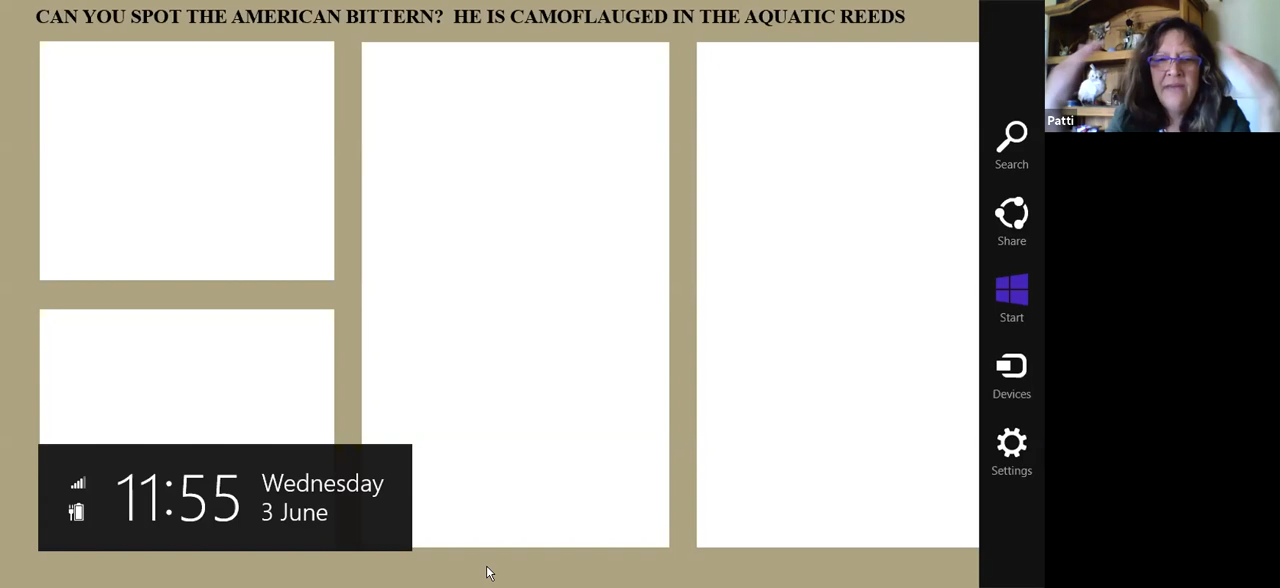 CAN YOU SPOT THE AMERICAN BITTERN?  HE IS CAMOFLAUGED IN THE AQUATIC REEDS
Patti
Search
Share
Start
Devices
Settings
11:55
Wednesday
3 June